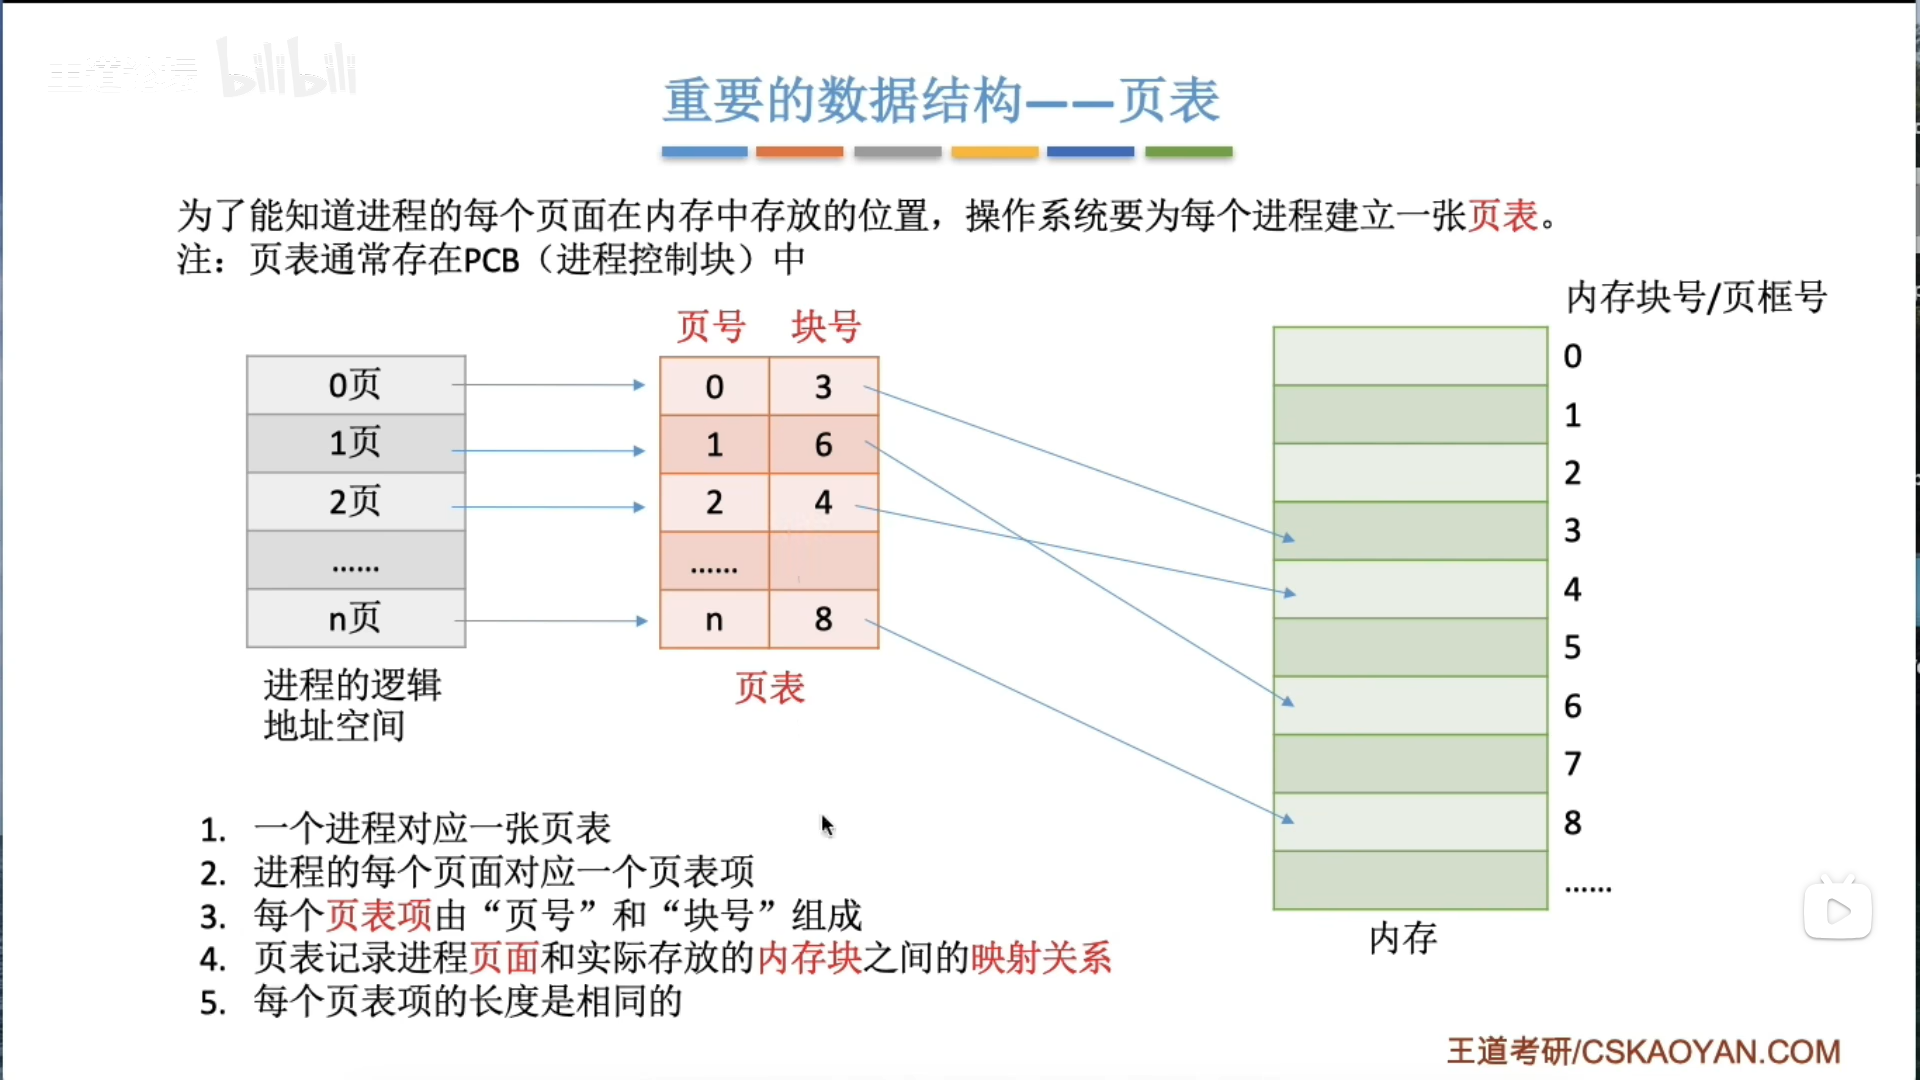 王道论坛 bilibili
重要的数据结构——页表
为了能知道进程的每个页面在内存中存放的位置，操作系统要为每个进程建立一张页表。
注：页表通常存在PCB（进程控制块）中
内存块号/页框号
页号 块号
0页
1页
2页
……
n页
进程的逻辑
地址空间
0 3
1 6
2 4
……
n 8
页表
0
1
2
3
4
5
6
7
8
……
内存
1. 一个进程对应一张页表
2. 进程的每个页面对应一个页表项
3. 每个页表项由“页号”和“块号”组成
4. 页表记录进程页面和实际存放的内存块之间的映射关系
5. 每个页表项的长度是相同的
王道考研/CSKAOYAN.COM